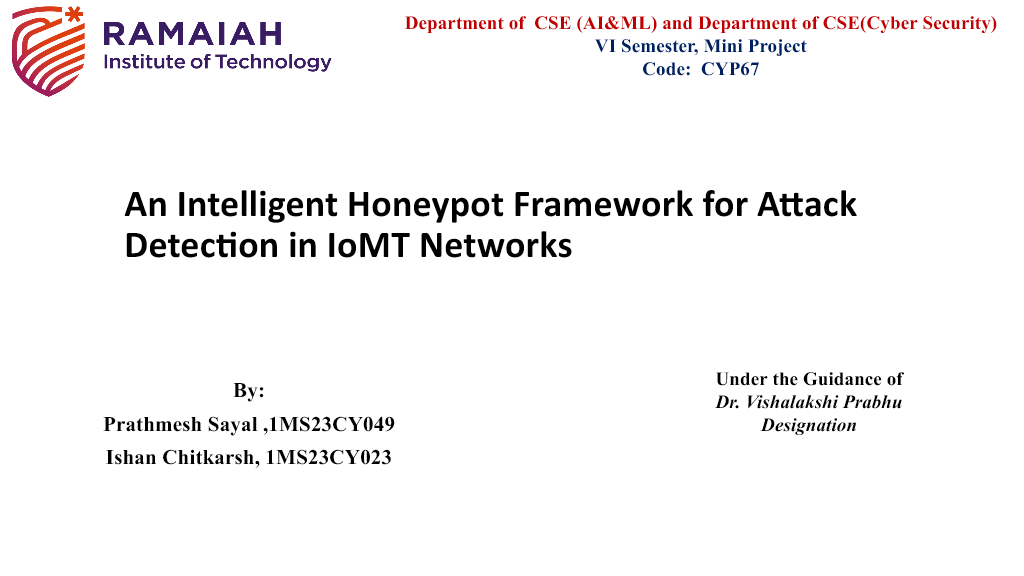 RAMAIAH
Institute of Technology
Department of CSE (AI&ML) and Department of CSE(Cyber Security)
VI Semester, Mini Project
Code: CYP67
An Intelligent Honeypot Framework for Attack
Detection in IoMT Networks
By:
Prathmesh Sayal ,1MS23CY049
Ishan Chitkarsh, 1MS23CY023
Under the Guidance of
Dr. Vishalakshi Prabhu
Designation